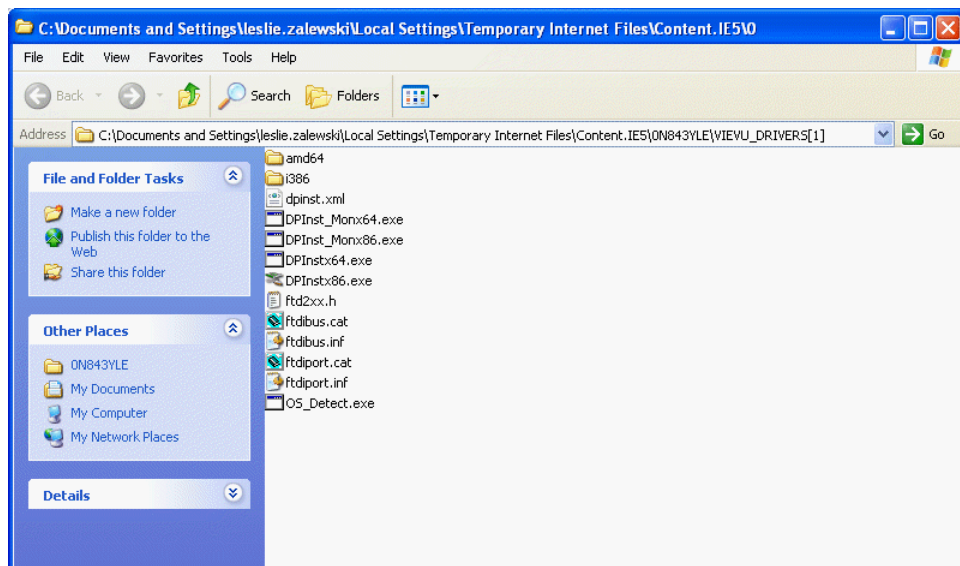 C:\Documents and Settings\leslie.zalewski\Local Settings\Temporary Internet Files\Content.IE5\0
File Edit View Favorites Tools Help
Back Search Folders
Address C:\Documents and Settings\leslie.zalewski\Local Settings\Temporary Internet Files\Content.IE5\0N843YLE\VIEVU_DRIVERS[1] Go
File and Folder Tasks
Make a new folder
Publish this folder to the
Web
Share this folder
Other Places
0N843YLE
My Documents
My Computer
My Network Places
Details
amd64
i386
dpinst.xml
DPInst_Monx64.exe
DPInst_Monx86.exe
DPInstx64.exe
DPInstx86.exe
ftd2xx.h
ftdibus.cat
ftdibus.inf
ftdiport.cat
ftdiport.inf
OS_Detect.exe